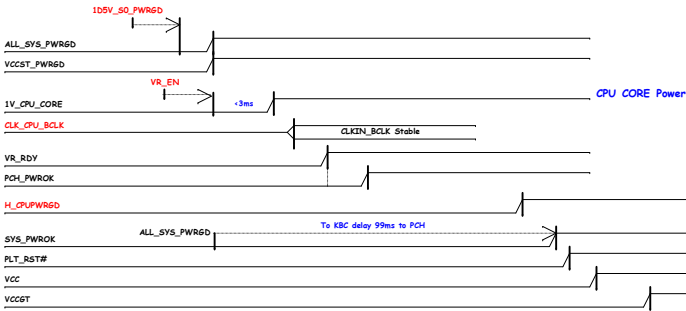 1D5V_S0_PWRGD
ALL_SYS_PWRGD
VCCST_PWRGD
VR_EN
1V_CPU_CORE
<3ms
CPU CORE Power
CLK_CPU_BCLK
CLKIN_BCLK Stable
VR_RDY
PCH_PWROK
H_CPUPWRGD
To KBC delay 99ms to PCH
ALL_SYS_PWRGD
SYS_PWROK
PLT_RST#
VCC
VCCGT